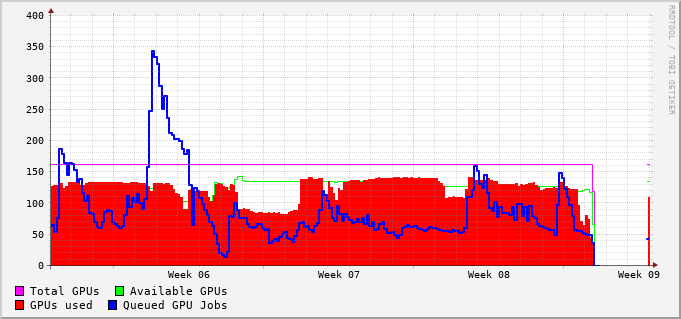 400
350
300
250
200
150
100
50
0
Week 06 Week 07 Week 08 Week 09
Total GPUs Available GPUs
GPUs used Queued GPU Jobs
RRDTOOL / TOBI OETIKER